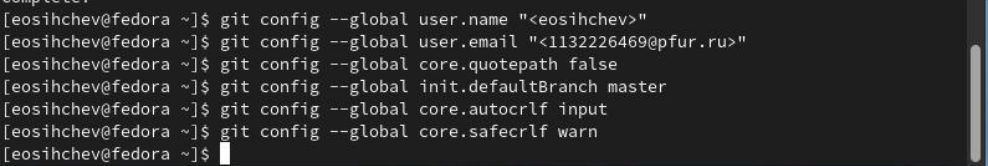 [eosihchev@fedora ~]$ git config --global user.name "<eosihchev>"
[eosihchev@fedora ~]$ git config --global user.email "<1132226469@pfur.ru>"
[eosihchev@fedora ~]$ git config --global core.quotepath false
[eosihchev@fedora ~]$ git config --global init.defaultBranch master
[eosihchev@fedora ~]$ git config --global core.autocrlf input
[eosihchev@fedora ~]$ git config --global core.safecrlf warn
[eosihchev@fedora ~]$